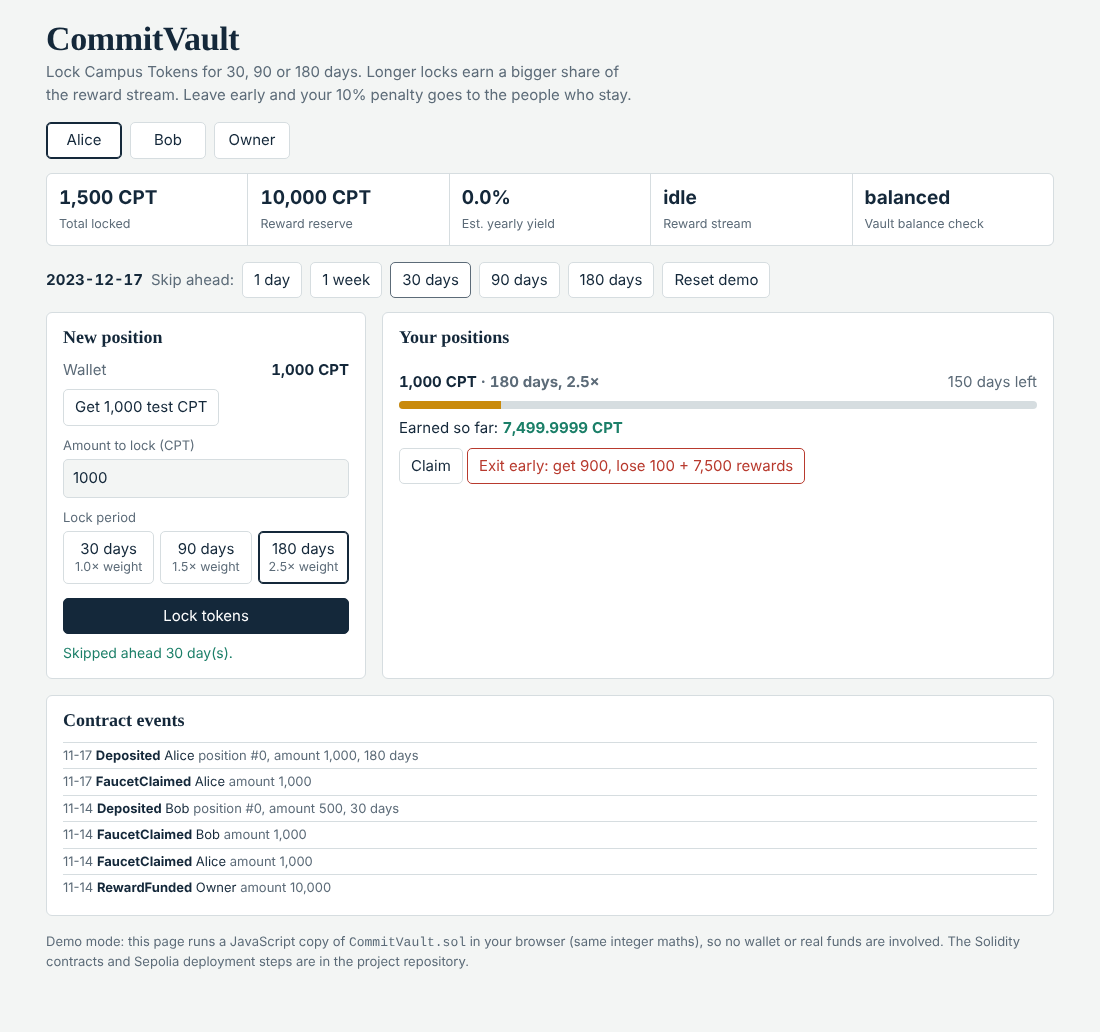 CommitVault
Lock Campus Tokens for 30, 90 or 180 days. Longer locks earn a bigger share of
the reward stream. Leave early and your 10% penalty goes to the people who stay.
Alice Bob Owner
1,500 CPT 10,000 CPT 0.0% idle balanced
Total locked Reward reserve Est. yearly yield Reward stream Vault balance check
2023-12-17 Skip ahead: 1 day 1 week 30 days 90 days 180 days Reset demo
New position
Wallet 1,000 CPT
Get 1,000 test CPT
Amount to lock (CPT)
1000
Lock period
30 days 90 days 180 days
1.0× weight 1.5× weight 2.5× weight
Lock tokens
Skipped ahead 30 day(s).
Your positions
1,000 CPT · 180 days, 2.5× 150 days left
Earned so far: 7,499.9999 CPT
Claim Exit early: get 900, lose 100 + 7,500 rewards
Contract events
11-17 Deposited Alice position #0, amount 1,000, 180 days
11-17 FaucetClaimed Alice amount 1,000
11-14 Deposited Bob position #0, amount 500, 30 days
11-14 FaucetClaimed Bob amount 1,000
11-14 FaucetClaimed Alice amount 1,000
11-14 RewardFunded Owner amount 10,000
Demo mode: this page runs a JavaScript copy of CommitVault.sol in your browser (same integer maths), so no wallet or real funds are involved. The Solidity
contracts and Sepolia deployment steps are in the project repository.